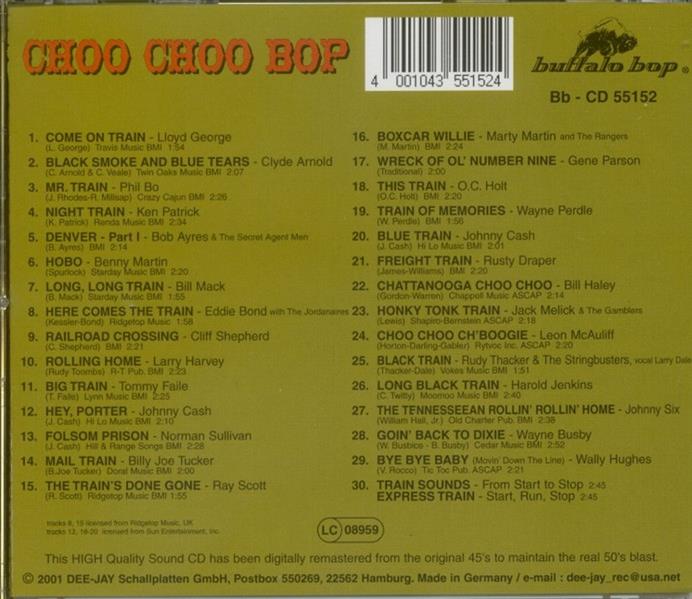 CHOO CHOO BOP
4 001043 551524
buffalo bop ®
Bb - CD 55152
1. COME ON TRAIN - Lloyd George
(L. George) Travis Music BMI 1:54
2. BLACK SMOKE AND BLUE TEARS - Clyde Arnold
(C. Arnold & C. Veale) Twin Oaks Music BMI 2:07
3. MR. TRAIN - Phil Bo
(J. Rhodes-R. Millsap) Crazy Cajun BMI 2:26
4. NIGHT TRAIN - Ken Patrick
(K. Patrick) Renda Music BMI 2:34
5. DENVER - Part I - Bob Ayres & The Secret Agent Men
(B. Ayres) BMI 2:14
6. HOBO - Benny Martin
(Spurlock) Starday Music BMI 2:20
7. LONG, LONG TRAIN - Bill Mack
(B. Mack) Starday Music BMI 1:55
8. HERE COMES THE TRAIN - Eddie Bond with The Jordanaires
(Kessler-Bond) Ridgetop Music BMI 1:58
9. RAILROAD CROSSING - Cliff Shepherd
(C. Shepherd) BMI 2:21
10. ROLLING HOME - Larry Harvey
(Rudy Toombs) R-T Pub. BMI 2:23
11. BIG TRAIN - Tommy Faile
(T. Faile) Lynn Music BMI 2:25
12. HEY, PORTER - Johnny Cash
(J. Cash) Hi Lo Music BMI 2:10
13. FOLSOM PRISON - Norman Sullivan
(J. Cash) Hill & Range Songs BMI 2:28
14. MAIL TRAIN - Billy Joe Tucker
(B.Joe Tucker) Doral Music BMI 2:00
15. THE TRAIN'S DONE GONE - Ray Scott
(R. Scott) Ridgetop Music BMI 1:55
16. BOXCAR WILLIE - Marty Martin and The Rangers
(M. Martin) BMI 2:24
17. WRECK OF OL' NUMBER NINE - Gene Parson
(Traditional) 2:00
18. THIS TRAIN - O.C. Holt
(O.C. Holt) BMI 2:20
19. TRAIN OF MEMORIES - Wayne Perdle
(W. Perdle) BMI 1:56
20. BLUE TRAIN - Johnny Cash
(J. Cash) Hi Lo Music BMI 2:01
21. FREIGHT TRAIN - Rusty Draper
(James-Williams) BMI 2:20
22. CHATTANOOGA CHOO CHOO - Bill Haley
(Gordon-Warren) Chappell Music ASCAP 2:14
23. HONKY TONK TRAIN - Jack Melick & The Gamblers
(Lewis) Shapiro-Bernstein ASCAP 2:18
24. CHOO CHOO CH'BOOGIE - Leon McAuliff
(Horton-Darling-Gabler) Rytvoc Inc. ASCAP 2:20
25. BLACK TRAIN - Rudy Thacker & The Stringbusters, vocal Larry Dale
(Thacker-Dale) Vokes Music BMI 1:51
26. LONG BLACK TRAIN - Harold Jenkins
(C. Twitty) Moomoo Music BMI 2:40
27. THE TENNESSEEAN ROLLIN' ROLLIN' HOME - Johnny Six
(William Hall, Jr.) Old Charter Pub. BMI 2:38
28. GOIN' BACK TO DIXIE - Wayne Busby
(W. Busbice - B. Busby) Cedar Music BMI 2:52
29. BYE BYE BABY (Movin' Down The Line) - Wally Hughes
(V. Rocco) Tic Toc Pub. ASCAP 2:21
30. TRAIN SOUNDS - From Start to Stop 2:45
EXPRESS TRAIN - Start, Run, Stop 2:45
tracks 8, 15 licensed from Ridgetop Music, UK
tracks 12, 18-20 licensed from Sun Entertainment, Inc.
LC 08959
This HIGH Quality Sound CD has been digitally remastered from the original 45's to maintain the real 50's blast.
© 2001 DEE-JAY Schallplatten GmbH, Postbox 550269, 22562 Hamburg. Made in Germany / e-mail : dee-jay_rec@usa.net